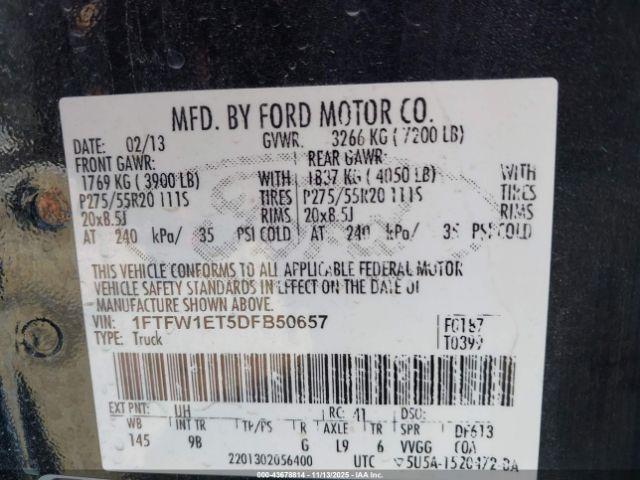 MFD. BY FORD MOTOR CO.
DATE: 02/13 GVWR: 3266 KG ( 7200 LB)
FRONT GAWR: REAR GAWR:
1769 KG ( 3900 LB) WITH 1837 KG ( 4050 LB) WITH
P275/55R20 111S TIRES P275/55R20 111S TIRES
20x8.5J RIMS 20x8.5J RIMS
AT 240 kPa/ 35 PSI COLD AT 240 kPa/ 35 PSI COLD
THIS VEHICLE CONFORMS TO ALL APPLICABLE FEDERAL MOTOR
VEHICLE SAFETY STANDARDS IN EFFECT ON THE DATE OF
MANUFACTURE SHOWN ABOVE.
VIN: 1FTFW1ET5DFB50657 F0187
TYPE: Truck T0399
EXT PNT: UH RC: 41 DSO:
WB INT TR TP/PS R AXLE TR SPR DF613
145 9B G L9 6 VVGG COA
2201302056400 UTC 5U5A-1520472-BA
© IAA - #43678814 - 11/13/2025 - IAAI.COM